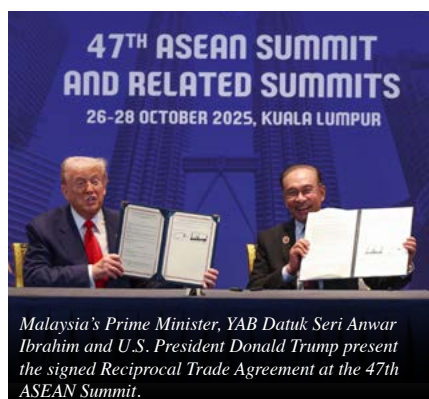 47TH ASEAN SUMMIT
AND RELATED SUMMITS
26-28 OCTOBER 2025, KUALA LUMPUR
Malaysia's Prime Minister, YAB Datuk Seri Anwar
Ibrahim and U.S. President Donald Trump present
the signed Reciprocal Trade Agreement at the 47th
ASEAN Summit.